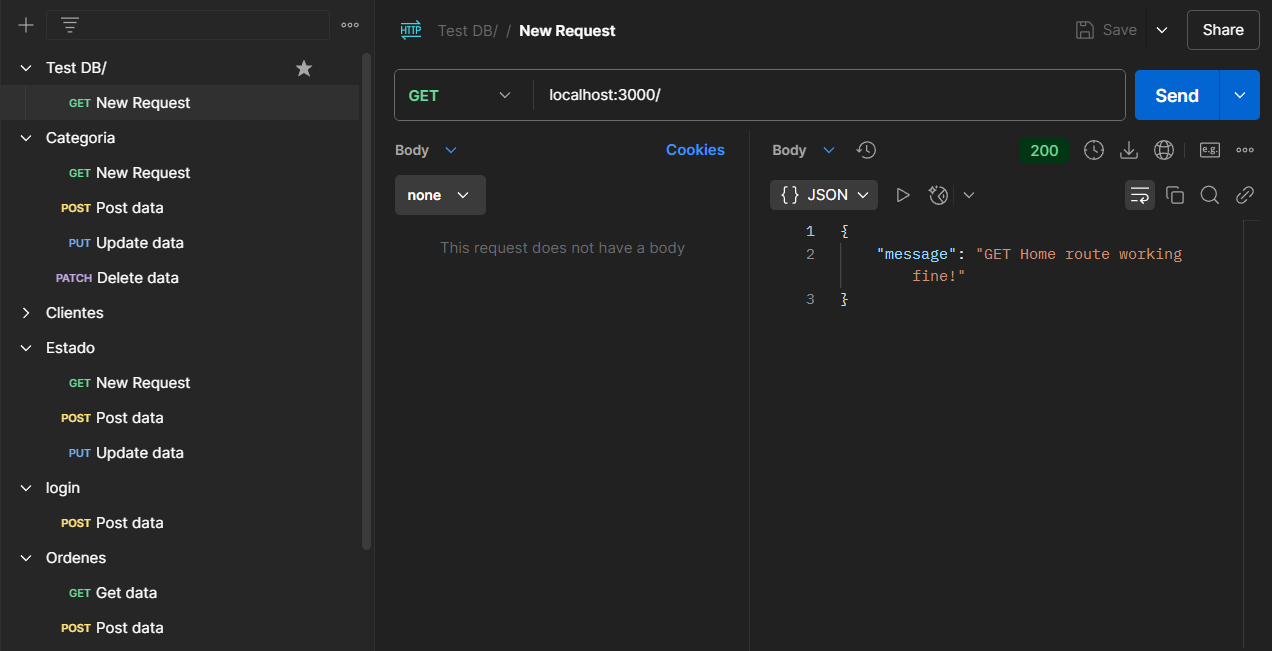 Test DB/
GET New Request
Categoria
GET New Request
POST Post data
PUT Update data
PATCH Delete data
Clientes
Estado
GET New Request
POST Post data
PUT Update data
login
POST Post data
Ordenes
GET Get data
POST Post data
HTTP Test DB/ / New Request
Save
Share
GET localhost:3000/
Send
Body
Cookies
none
This request does not have a body
Body
200
e.g.
{} JSON
1 {
2 "message": "GET Home route working
fine!"
3 }